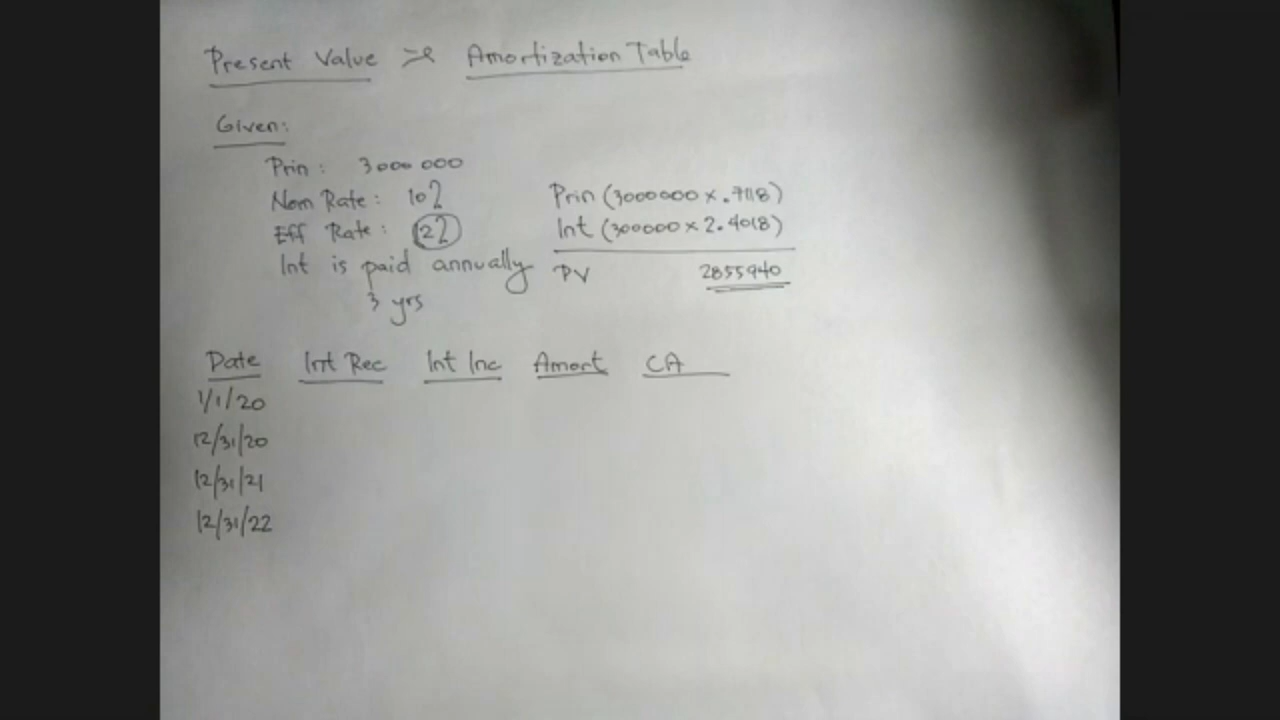 Present Value & Amortization Table
Given:
Prin: 3000 000
Nom Rate: 10%
Eff Rate: 12%
Int is paid annually
3 yrs
Prin (3000000 x .7118)
Int (300000 x 2.4018)
PV 2855940
Date Int Rec Int Inc Amort CA
1/1/20
12/31/20
12/31/21
12/31/22